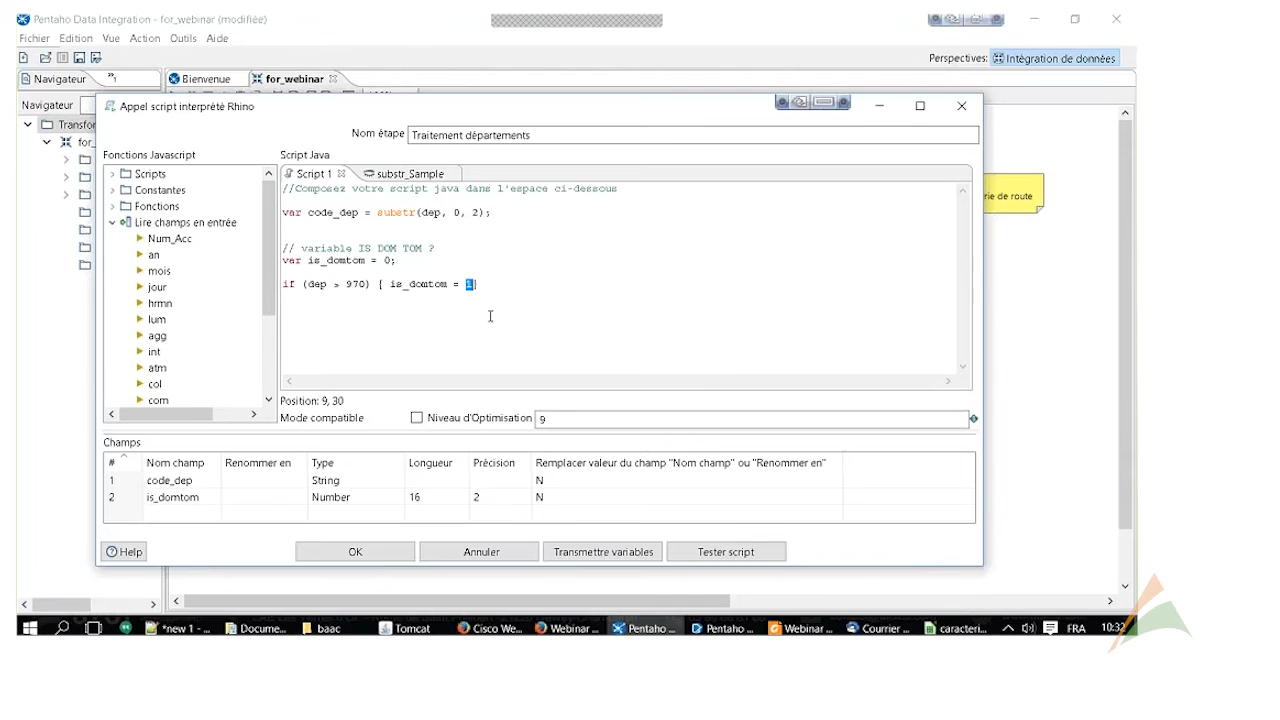 Pentaho Data Integration - for_webinar (modifiée)
Fichier Edition Vue Action Outils Aide
Perspectives: Intégration de données
Navigateur Bienvenue for_webinar
Navigateur
Transfor
for_
Appel script interprété Rhino
Nom étape Traitement départements
Fonctions Javascript
Scripts
Constantes
Fonctions
Lire champs en entrée
Num_Acc
an
mois
jour
hrmn
lum
agg
int
atm
col
com
Script Java
Script 1 substr_Sample
//Composez votre script java dans l'espace ci-dessous
var code_dep = substr(dep, 0, 2);
// variable IS DOM TOM ?
var is_domtom = 0;
if (dep > 970) { is_domtom = 1}
rie de route
Position: 9, 30
Mode compatible Niveau d'Optimisation 9
Champs
# Nom champ Renommer en Type Longueur Précision Remplacer valeur du champ "Nom champ" ou "Renommer en"
1 code_dep String N
2 is_domtom Number 16 2 N
Help OK Annuler Transmettre variables Tester script
*new 1 - ... Docume... baac Tomcat Cisco We... Webinar ... Pentaho ... Pentaho ... Webinar ... Courrier ... caracteri... FRA 10:32